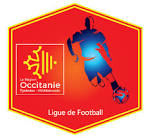 La Région
Occitanie
Pyrénées - Méditerranée
Ligue de Football